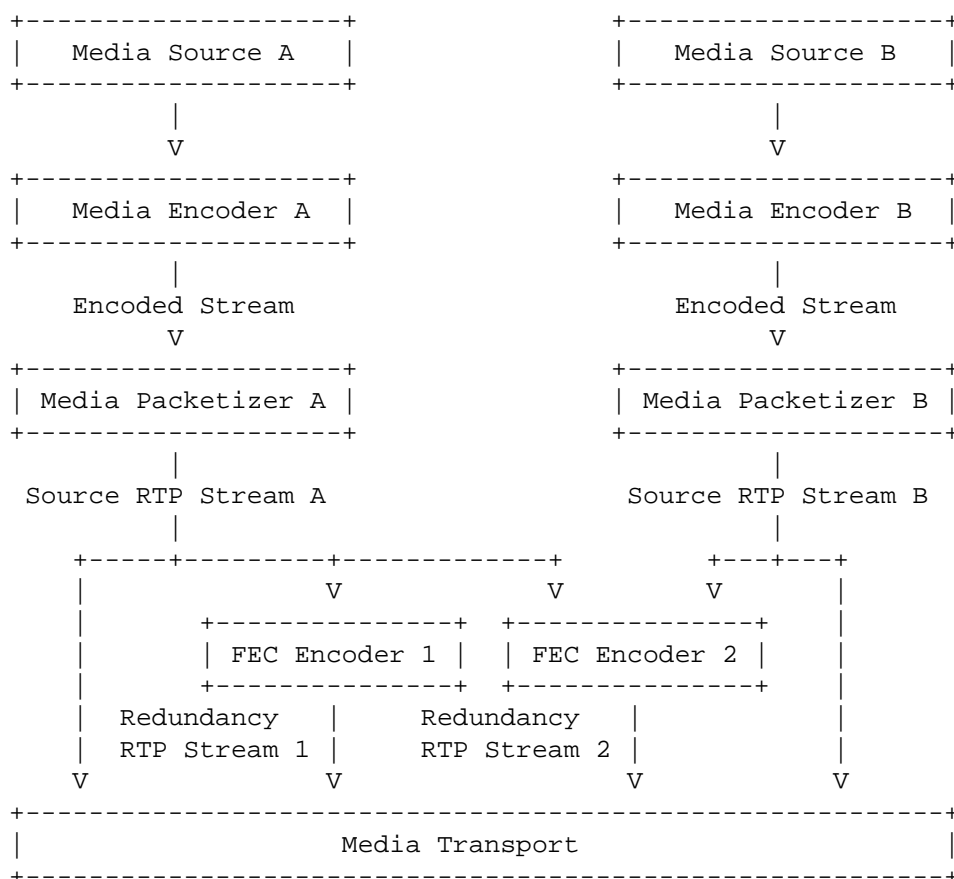 Media Source A Media Source B
V V
Media Encoder A Media Encoder B
Encoded Stream Encoded Stream
V V
Media Packetizer A Media Packetizer B
Source RTP Stream A Source RTP Stream B
V V V
FEC Encoder 1 FEC Encoder 2
Redundancy Redundancy
RTP Stream 1 RTP Stream 2
V V V V
Media Transport